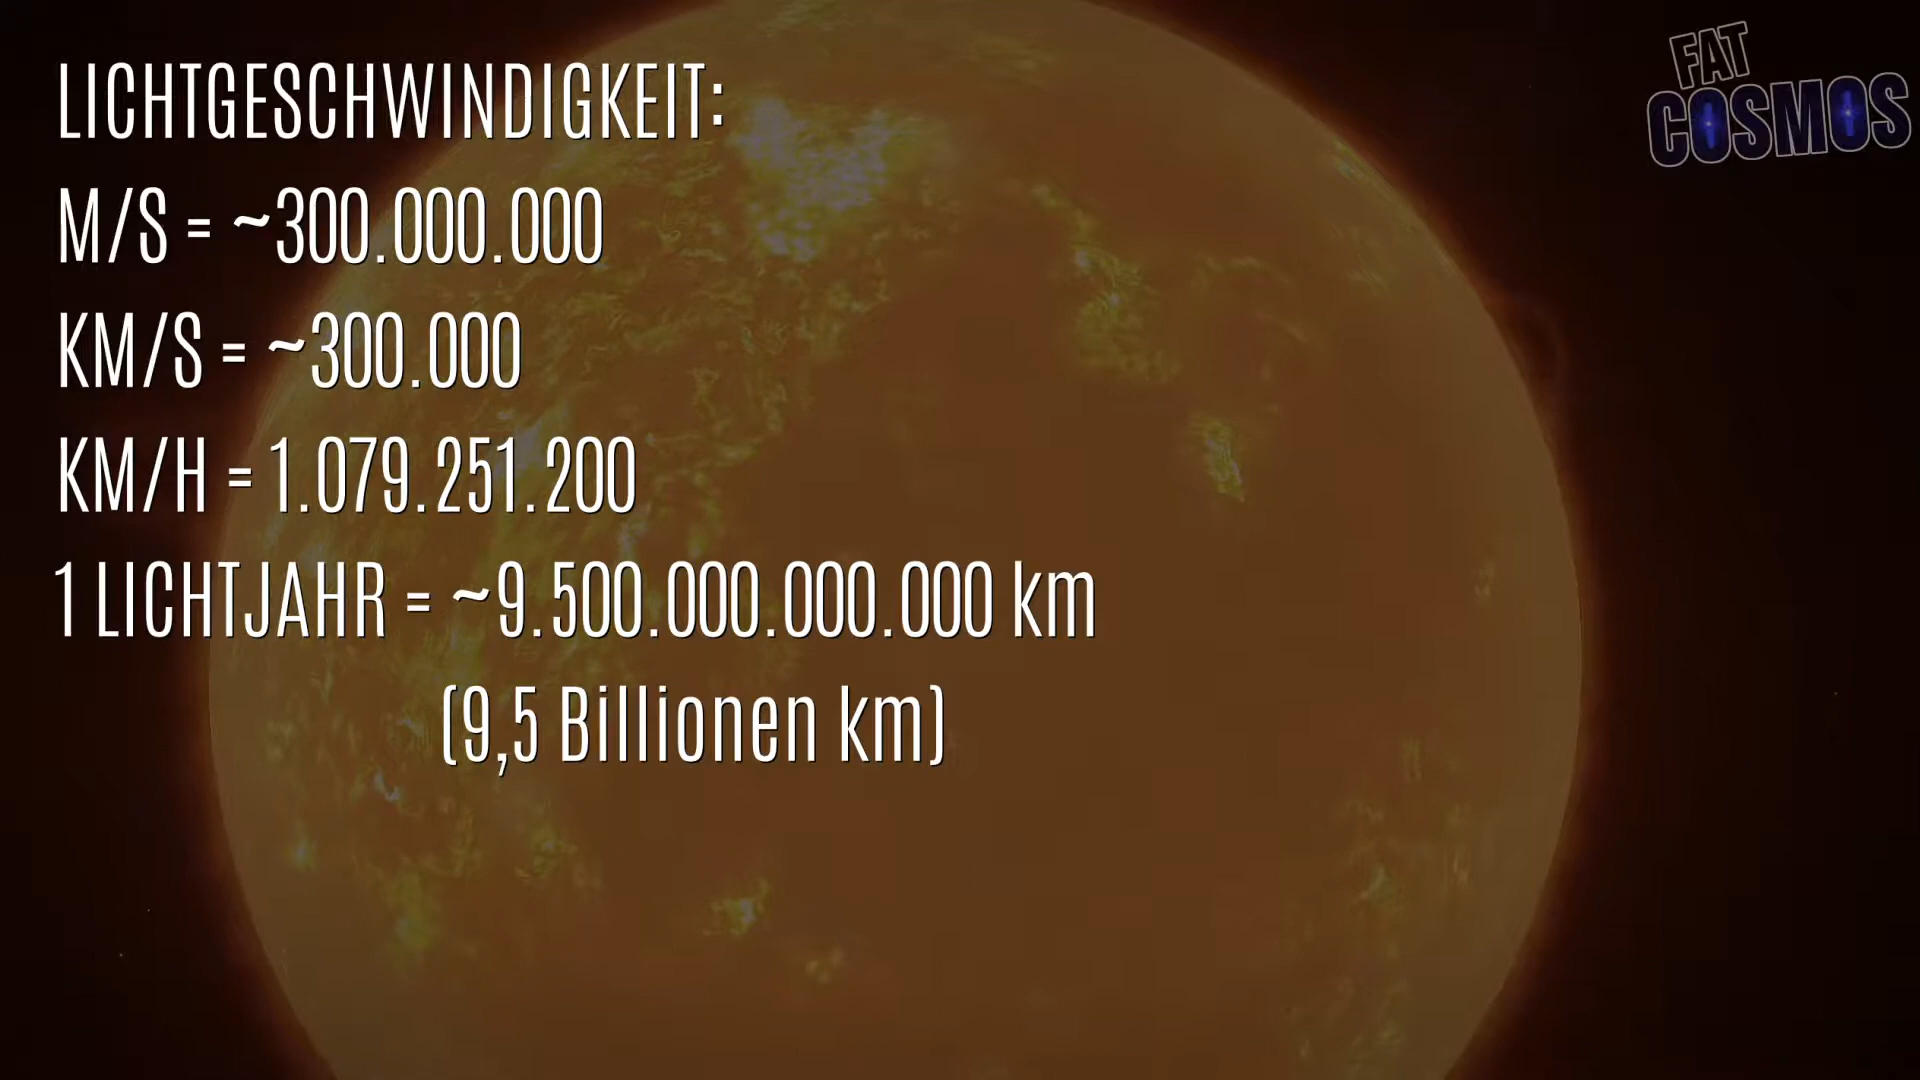 LICHTGESCHWINDIGKEIT:
M/S = ~300.000.000
KM/S = ~300.000
KM/H = 1.079.251.200
1 LICHTJAHR = ~9.500.000.000.000 km
(9,5 Billionen km)
FAT
COSMOS